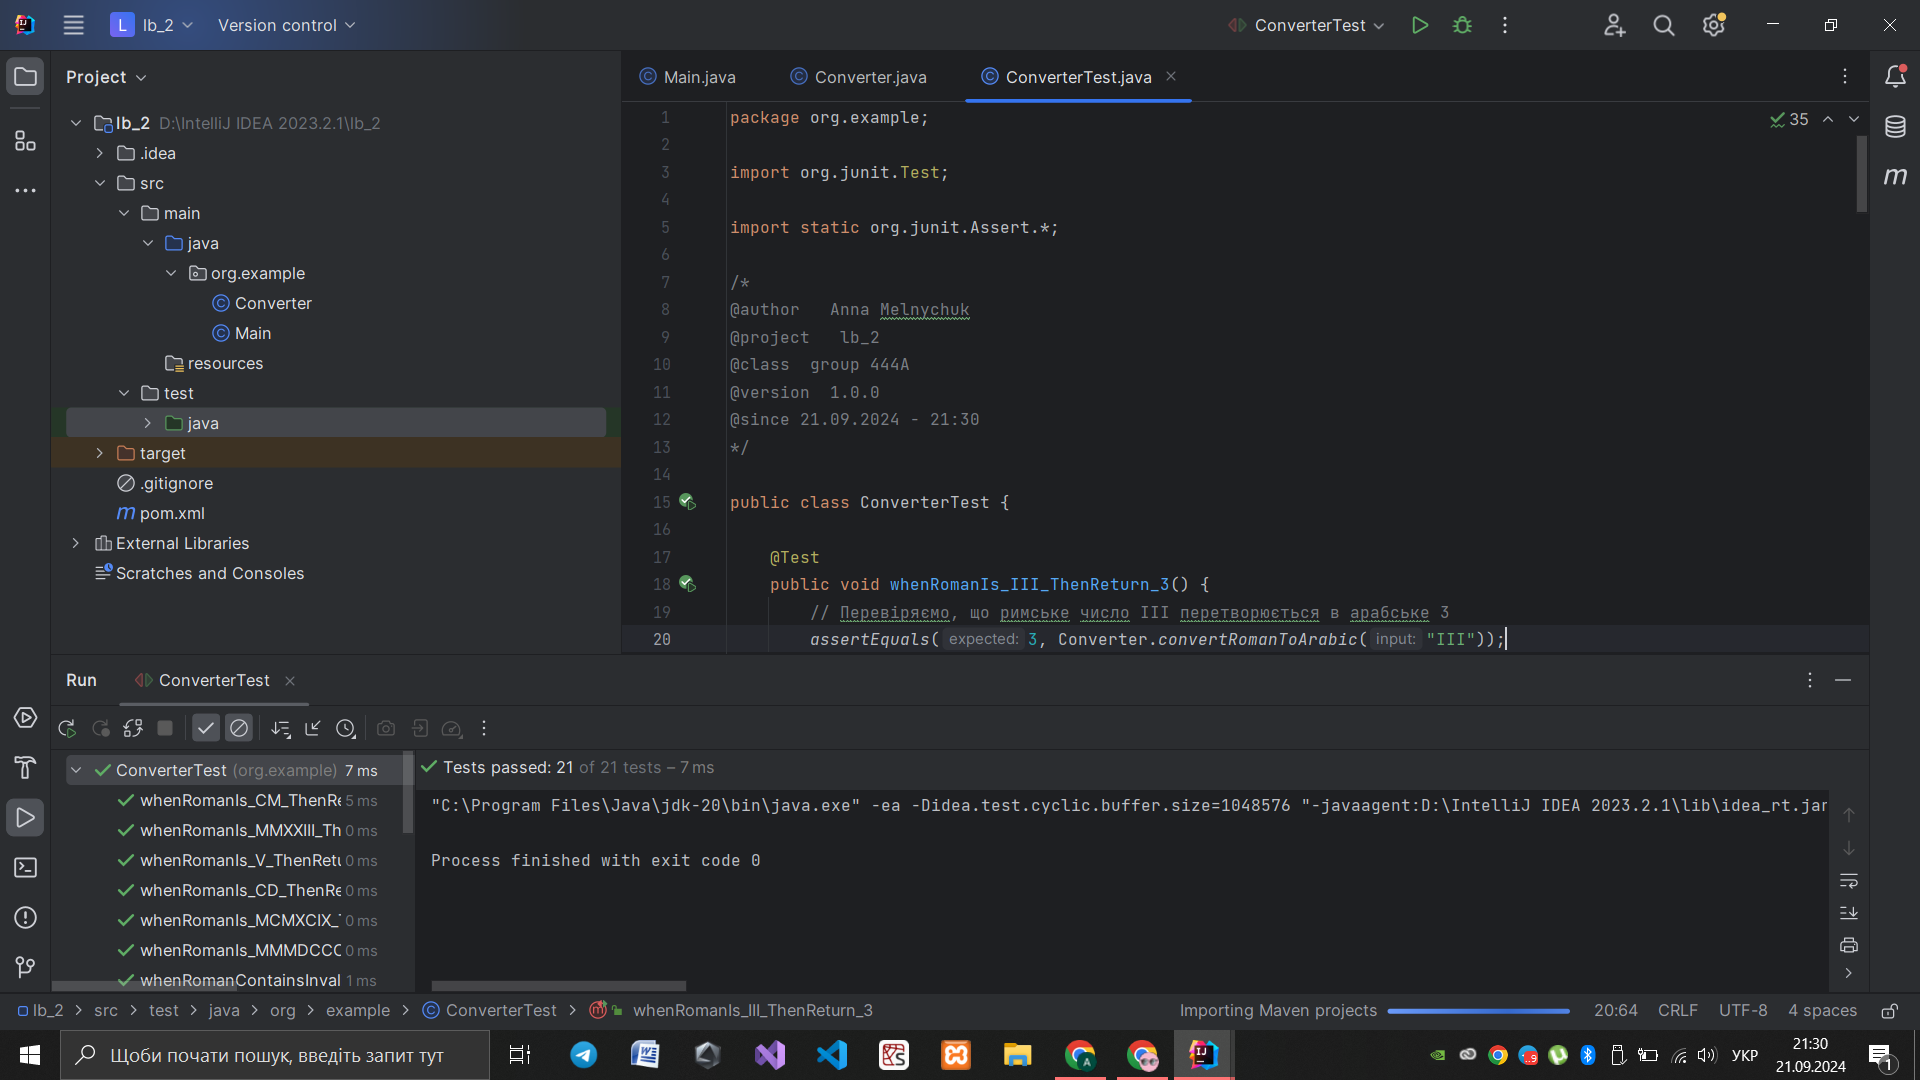 L lb_2 Version control ConverterTest
Project
lb_2 D:\IntelliJ IDEA 2023.2.1\lb_2
.idea
src
main
java
org.example
Converter
Main
resources
test
java
target
.gitignore
pom.xml
External Libraries
Scratches and Consoles
Main.java Converter.java ConverterTest.java
35
1 package org.example;
2
3 import org.junit.Test;
4
5 import static org.junit.Assert.*;
6
7 /*
8 @author Anna Melnychuk
9 @project lb_2
10 @class group 444A
11 @version 1.0.0
12 @since 21.09.2024 - 21:30
13 */
14
15 public class ConverterTest {
16
17 @Test
18 public void whenRomanIs_III_ThenReturn_3() {
19 // Перевіряємо, що римське число III перетворюється в арабське 3
20 assertEquals( expected: 3, Converter.convertRomanToArabic( input: "III"));
Run ConverterTest
ConverterTest (org.example) 7 ms
whenRomanIs_CM_ThenRe 5 ms
whenRomanIs_MMXXIII_Th 0 ms
whenRomanIs_V_ThenRetu 0 ms
whenRomanIs_CD_ThenRe 0 ms
whenRomanIs_MCMXCIX_ 0 ms
whenRomanIs_MMMDCCC 0 ms
whenRomanContainsInval 1 ms
Tests passed: 21 of 21 tests – 7 ms
"C:\Program Files\Java\jdk-20\bin\java.exe" -ea -Didea.test.cyclic.buffer.size=1048576 "-javaagent:D:\IntelliJ IDEA 2023.2.1\lib\idea_rt.jar
Process finished with exit code 0
lb_2 > src > test > java > org > example > ConverterTest > whenRomanIs_III_ThenReturn_3
Importing Maven projects 20:64 CRLF UTF-8 4 spaces
Щоби почати пошук, введіть запит тут
УКР 21:30
21.09.2024
1